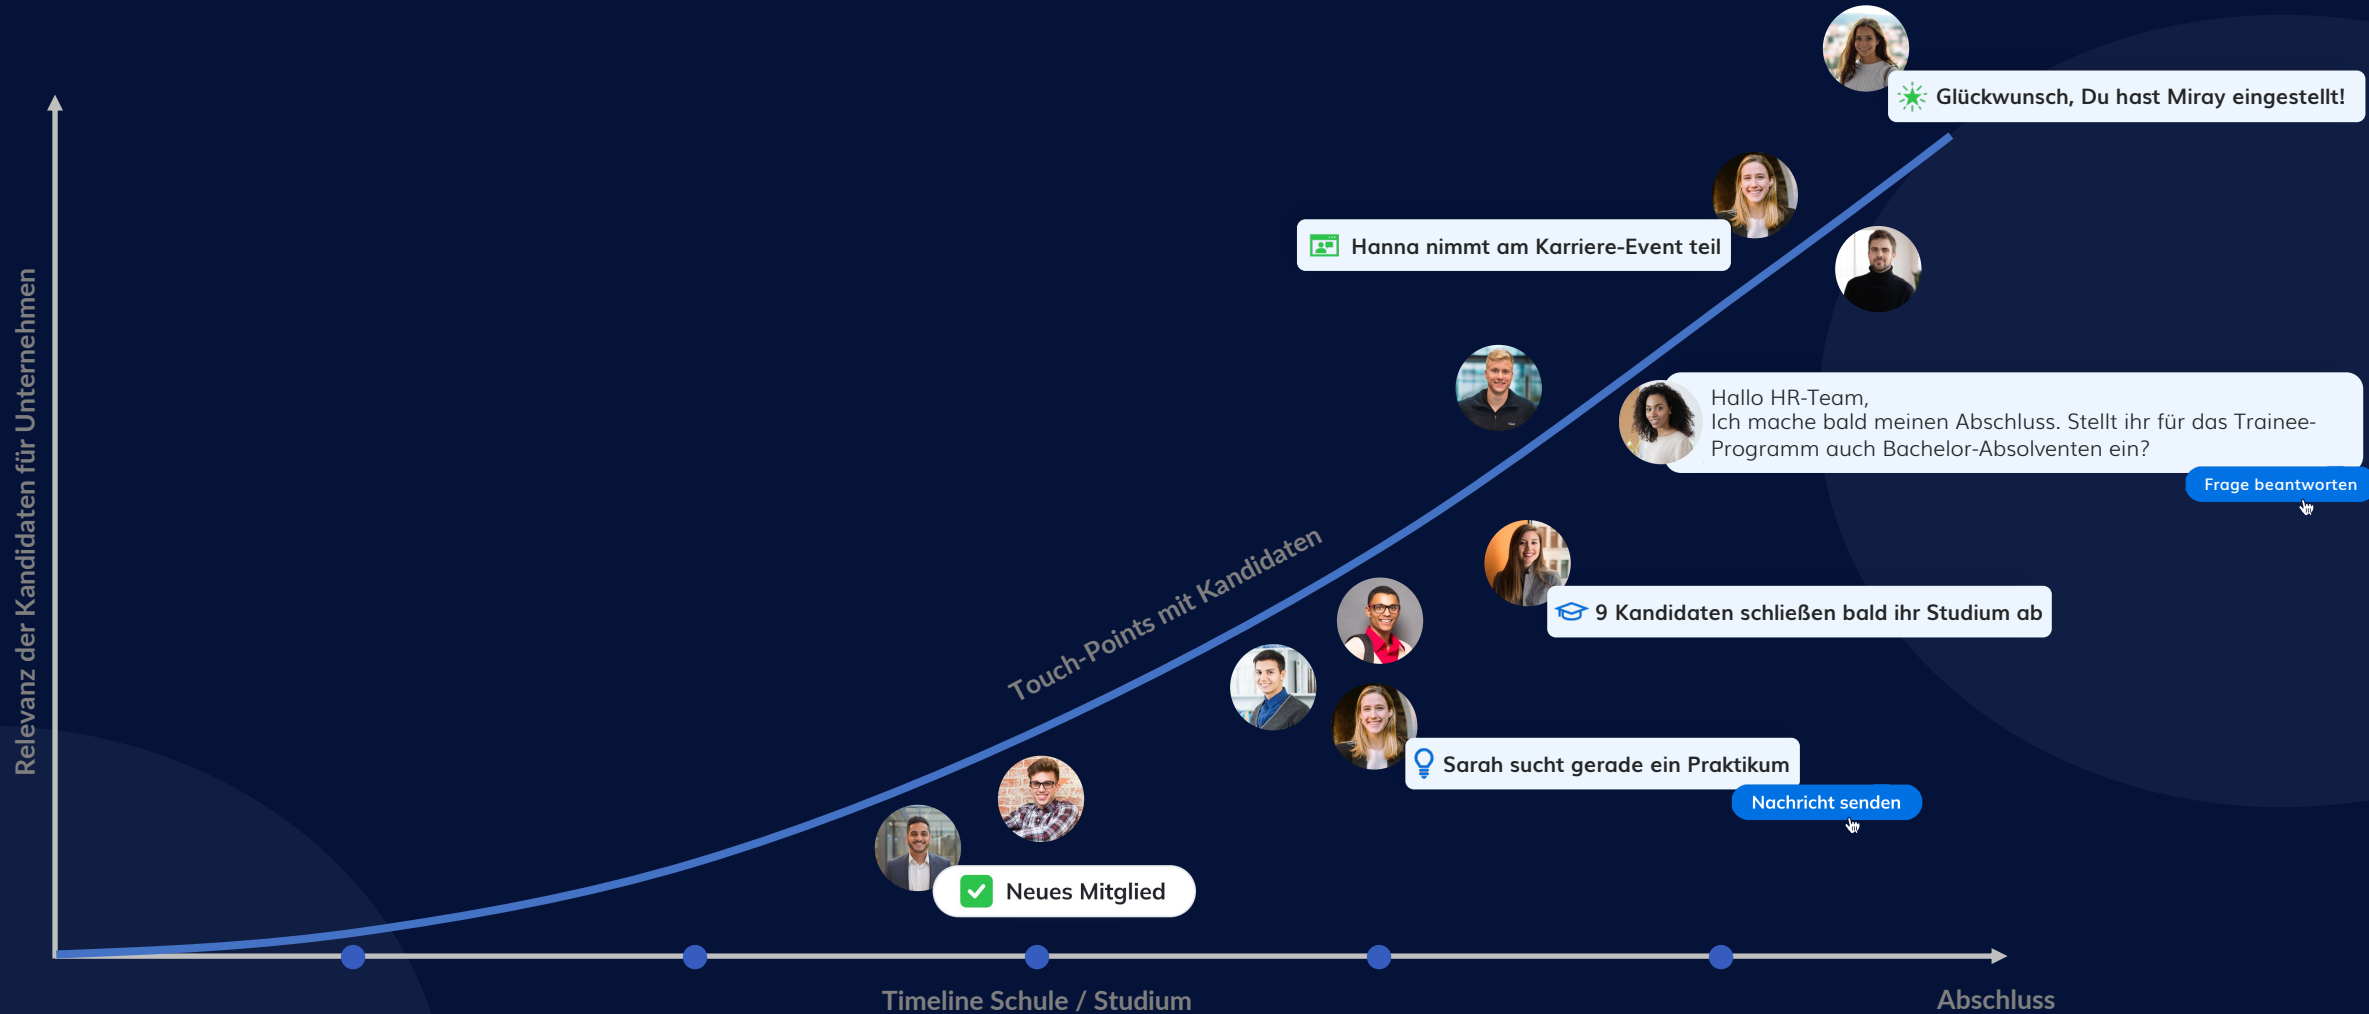 Glückwunsch, Du hast Miray eingestellt!
Hanna nimmt am Karriere-Event teil
Relevanz der Kandidaten für Unternehmen
Hallo HR-Team,
Ich mache bald meinen Abschluss. Stellt ihr für das Trainee-
Programm auch Bachelor-Absolventen ein?
Frage beantworten
Touch-Points mit Kandidaten
9 Kandidaten schließen bald ihr Studium ab
Sarah sucht gerade ein Praktikum
Nachricht senden
Neues Mitglied
Timeline Schule / Studium
Abschluss